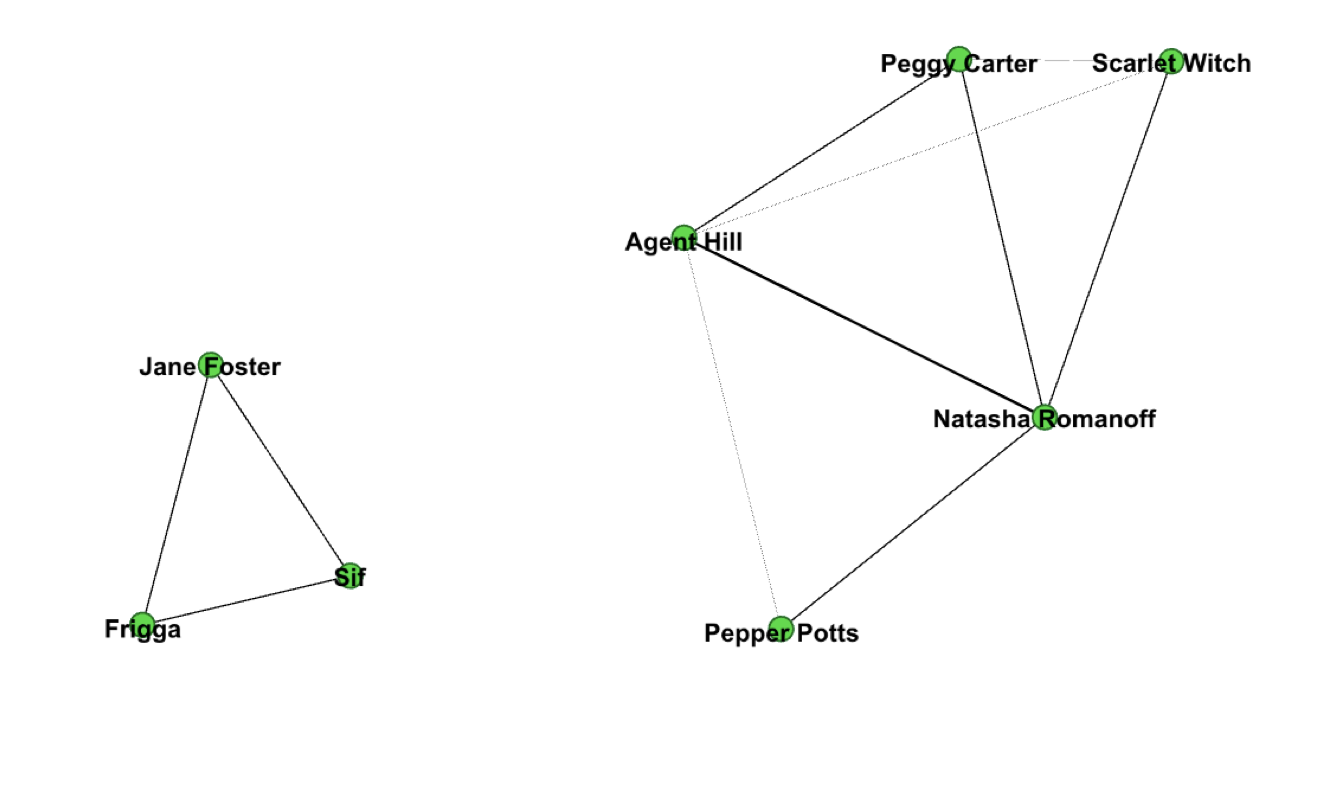 Peggy Carter
Scarlet Witch
Agent Hill
Jane Foster
Natasha Romanoff
Sif
Frigga
Pepper Potts